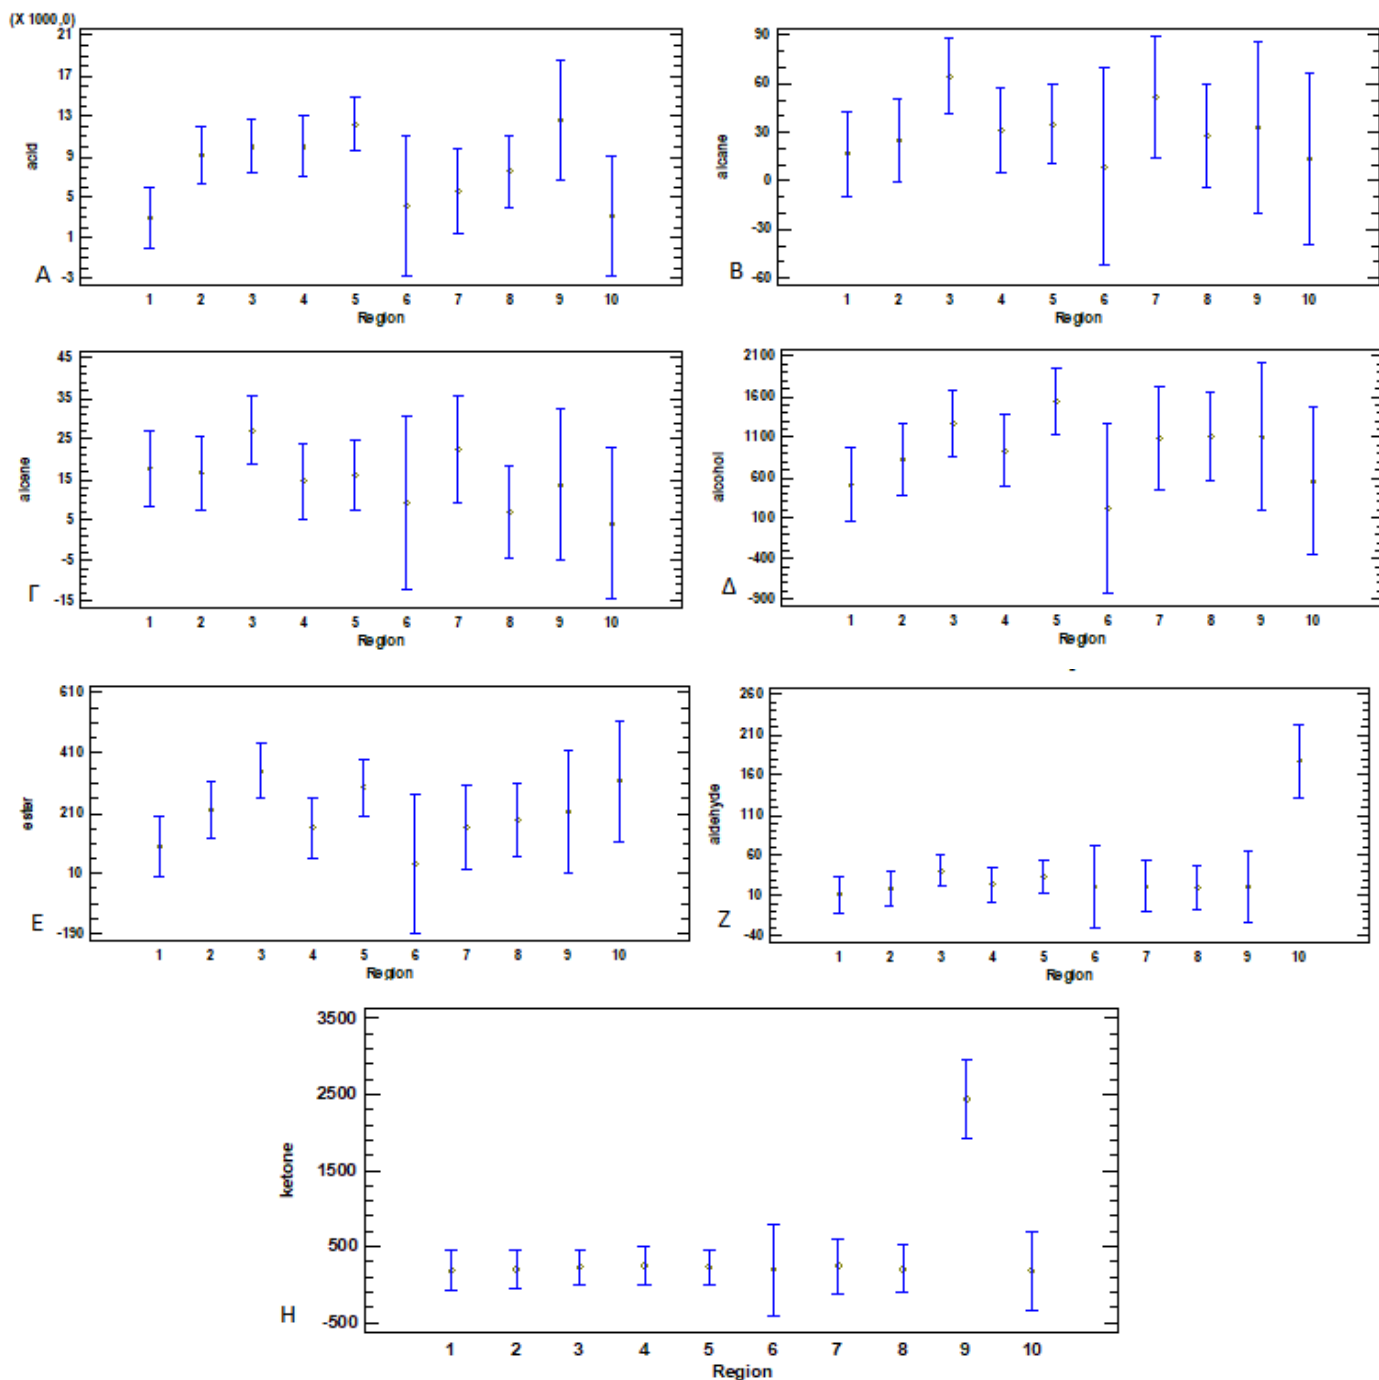 (X 1000,0)
21
17
13
9
5
1
-3
acid
A
1 2 3 4 5 6 7 8 9 10
Region
90
60
30
0
-30
-60
alcane
B
1 2 3 4 5 6 7 8 9 10
Region
45
35
25
15
5
-5
-15
alcene
Γ
1 2 3 4 5 6 7 8 9 10
Region
2100
1600
1100
600
100
-400
-900
alcohol
Δ
1 2 3 4 5 6 7 8 9 10
Region
610
410
210
10
-190
ester
E
1 2 3 4 5 6 7 8 9 10
Region
260
210
160
110
60
10
-40
aldehyde
Z
1 2 3 4 5 6 7 8 9 10
Region
3500
2500
1500
500
-500
ketone
H
1 2 3 4 5 6 7 8 9 10
Region